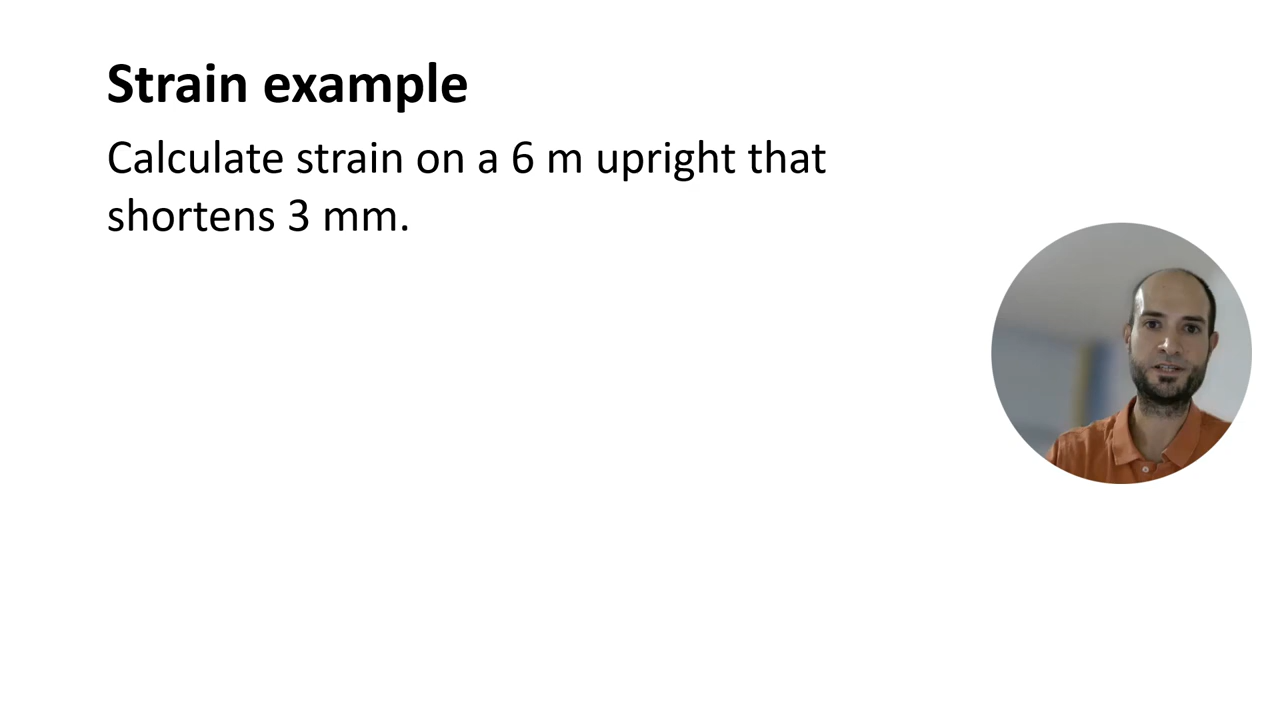 Strain example
Calculate strain on a 6 m upright that
shortens 3 mm.